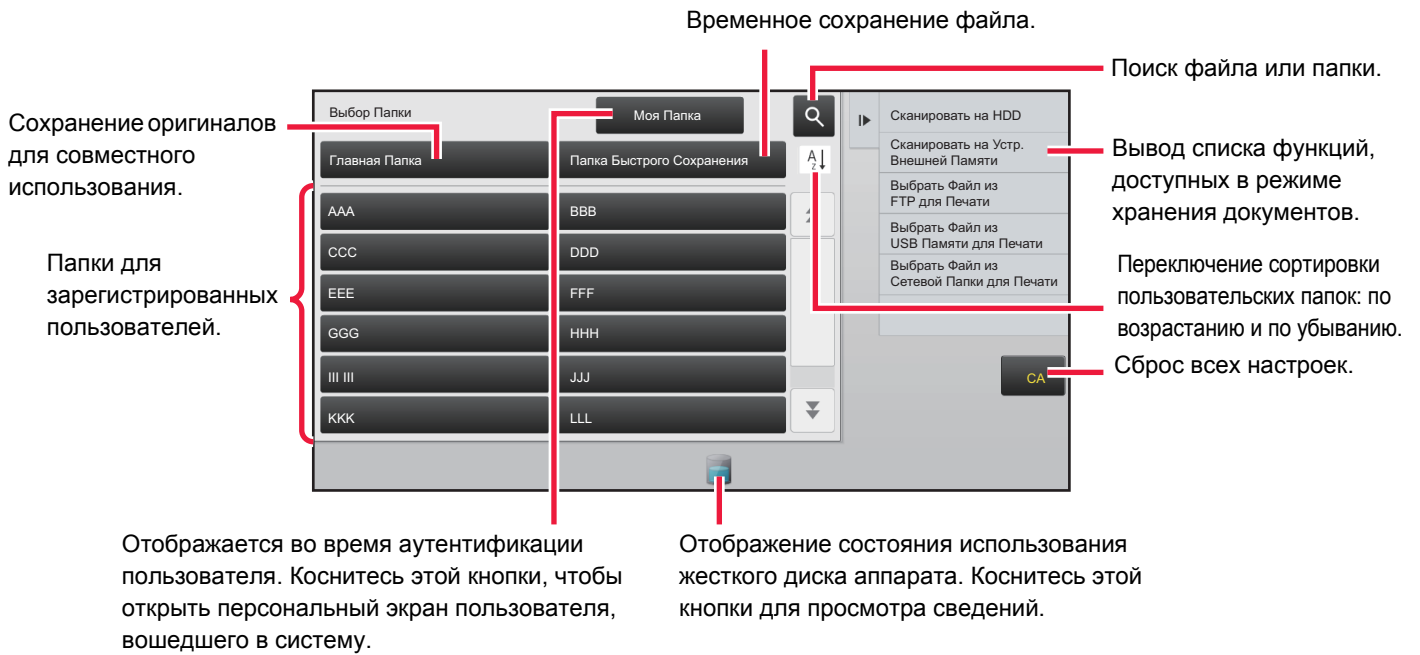 Временное сохранение файла.
Поиск файла или папки.
Сохранение оригиналов
для совместного
использования.
Выбор Папки
Моя Папка
Сканировать на HDD
Главная Папка
Папка Быстрого Сохранения
A
Z
Сканировать на Устр.
Внешней Памяти
Вывод списка функций,
доступных в режиме
хранения документов.
Выбрать Файл из
FTP для Печати
AAA
BBB
Выбрать Файл из
USB Памяти для Печати
CCC
DDD
Выбрать Файл из
Сетевой Папки для Печати
Папки для
зарегистрированных
пользователей.
EEE
FFF
Переключение сортировки
пользовательских папок: по
возрастанию и по убыванию.
GGG
HHH
III III
JJJ
CA
Сброс всех настроек.
KKK
LLL
Отображается во время аутентификации
пользователя. Коснитесь этой кнопки, чтобы
открыть персональный экран пользователя,
вошедшего в систему.
Отображение состояния использования
жесткого диска аппарата. Коснитесь этой
кнопки для просмотра сведений.